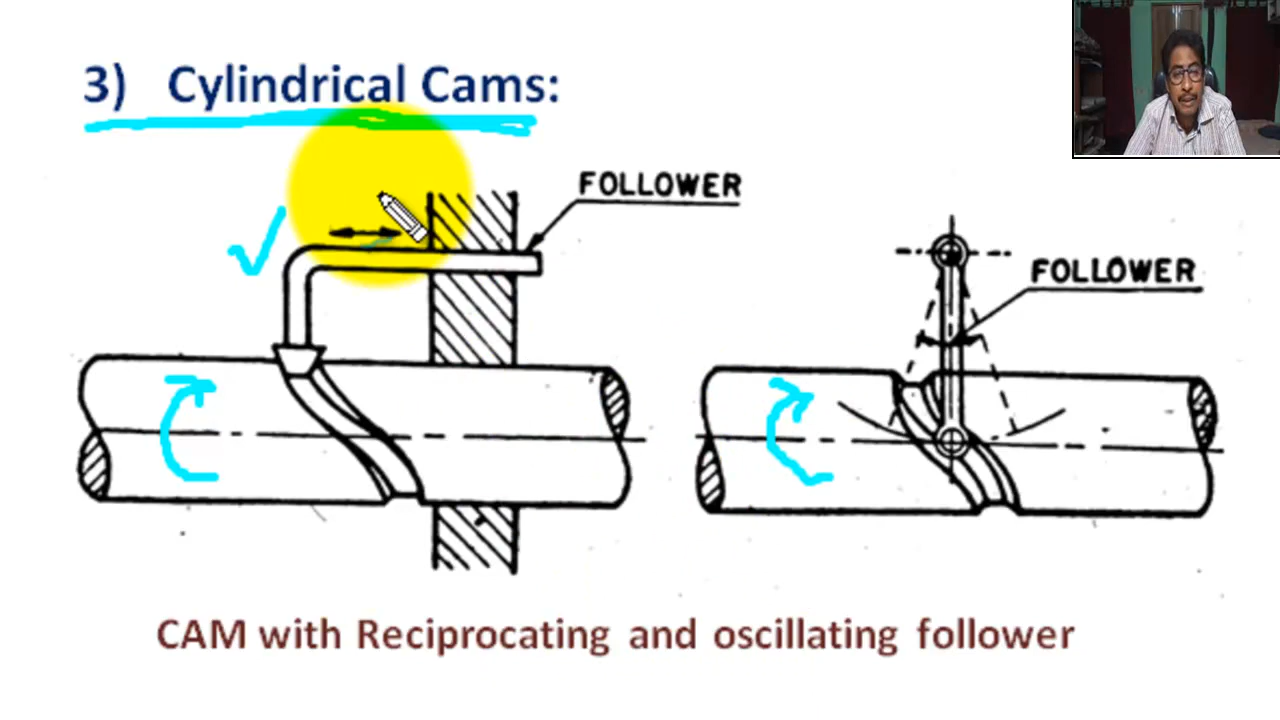 3) Cylindrical Cams:
FOLLOWER
FOLLOWER
CAM with Reciprocating and oscillating follower